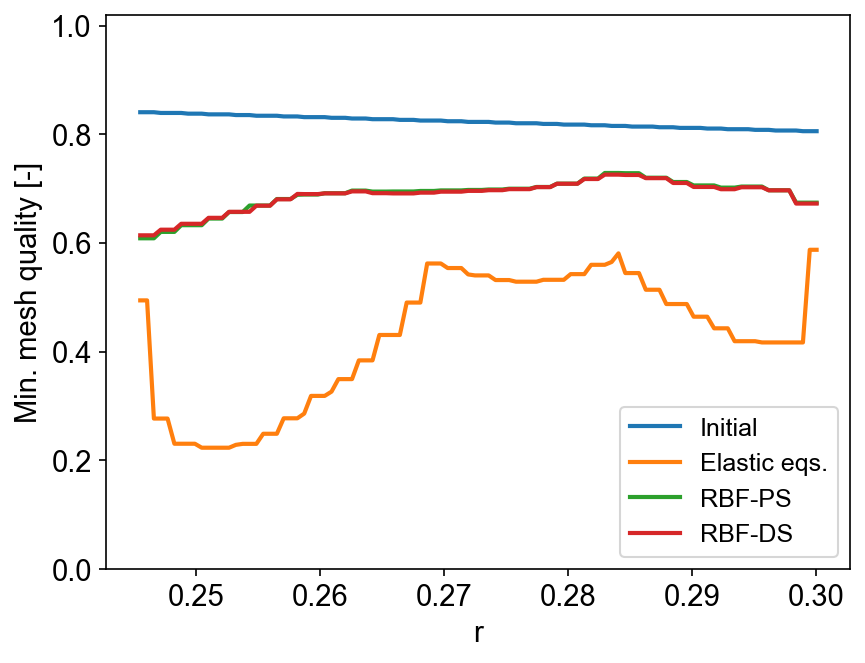 1.0
0.8
0.6
0.4
0.2
0.0
Min. mesh quality [-]
0.25 0.26 0.27 0.28 0.29 0.30
r
Initial
Elastic eqs.
RBF-PS
RBF-DS